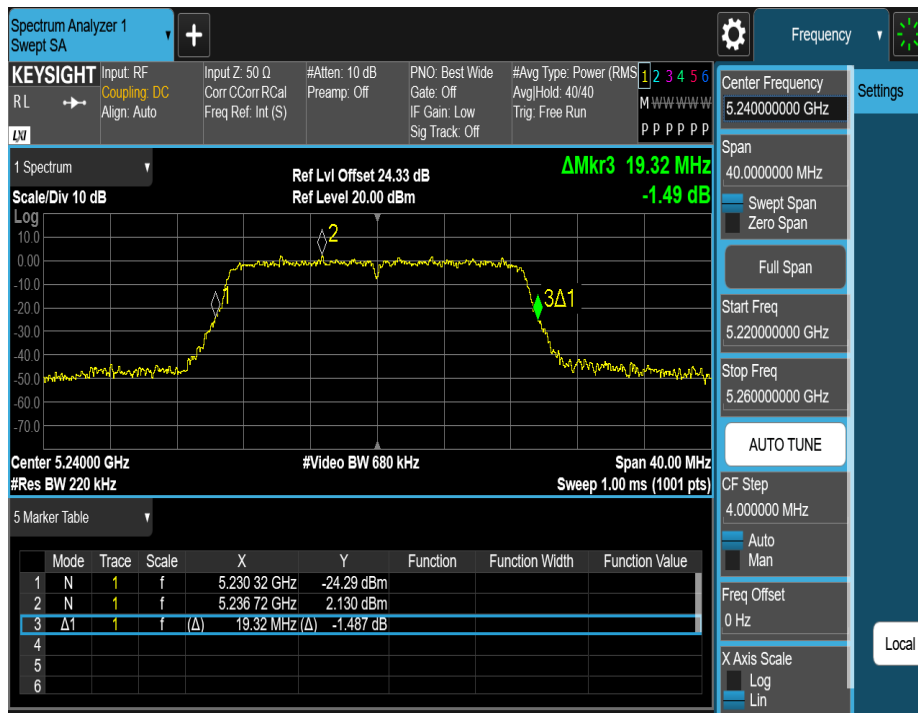 Spectrum Analyzer 1
Swept SA
+
Frequency
KEYSIGHT
RL
LXI
Input: RF
Coupling: DC
Align: Auto
Input Z: 50 Ω
Corr CCorr RCal
Freq Ref: Int (S)
#Atten: 10 dB
Preamp: Off
PNO: Best Wide
Gate: Off
IF Gain: Low
Sig Track: Off
#Avg Type: Power (RMS
Avg|Hold: 40/40
Trig: Free Run
1 2 3 4 5 6
M W W W W W
P P P P P P
1 Spectrum
Scale/Div 10 dB
Ref Lvl Offset 24.33 dB
Ref Level 20.00 dBm
ΔMkr3 19.32 MHz
-1.49 dB
Log
10.0
0.00
-10.0
-20.0
-30.0
-40.0
-50.0
-60.0
-70.0
1
2
3Δ1
Center 5.24000 GHz
#Video BW 680 kHz
Span 40.00 MHz
#Res BW 220 kHz
Sweep 1.00 ms (1001 pts)
5 Marker Table
Mode Trace Scale X Y Function Function Width Function Value
1 N 1 f 5.230 32 GHz -24.29 dBm
2 N 1 f 5.236 72 GHz 2.130 dBm
3 Δ1 1 f (Δ) 19.32 MHz (Δ) -1.487 dB
4
5
6
Center Frequency
5.240000000 GHz
Span
40.0000000 MHz
Swept Span
Zero Span
Full Span
Start Freq
5.220000000 GHz
Stop Freq
5.260000000 GHz
AUTO TUNE
CF Step
4.000000 MHz
Auto
Man
Freq Offset
0 Hz
X Axis Scale
Log
Lin
Settings
Local